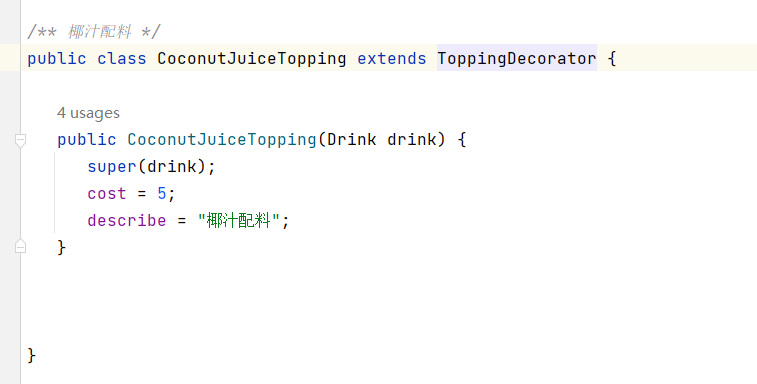 /** 椰汁配料 */
public class CoconutJuiceTopping extends ToppingDecorator {
4 usages
public CoconutJuiceTopping(Drink drink) {
super(drink);
cost = 5;
describe = "椰汁配料";
}
}